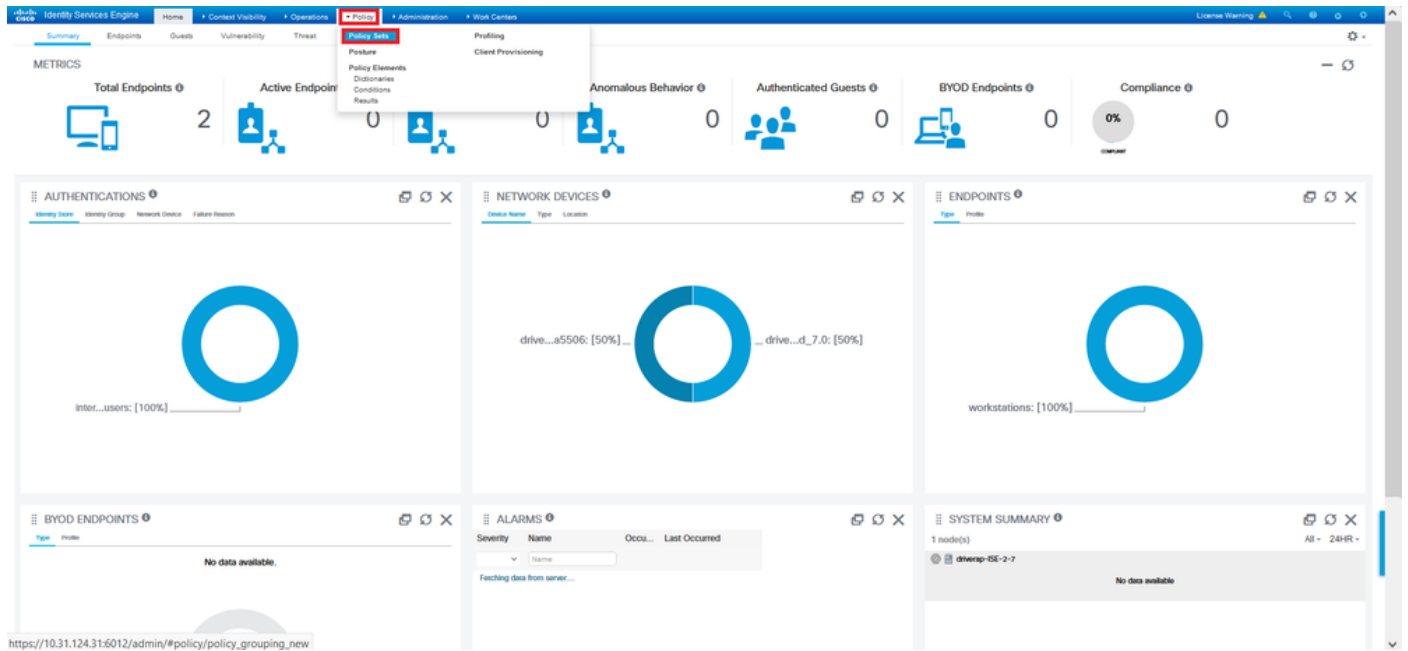 cisco Identity Services Engine Home Context Visibility Operations Policy Administration Work Centers License Warning
Summary Endpoints Guests Vulnerability Threat
Policy Sets Profiling
Posture Client Provisioning
Policy Elements
Dictionaries
Conditions
Results
METRICS
Total Endpoints Active Endpoin Anomalous Behavior Authenticated Guests BYOD Endpoints Compliance
2 0 0 0 0 0 0% 0
COMPLIANT
AUTHENTICATIONS
Identity Store Identity Group Network Device Failure Reason
inter...users: [100%]
NETWORK DEVICES
Device Name Type Location
drive...a5506: [50%] drive...d_7.0: [50%]
ENDPOINTS
Type Profile
workstations: [100%]
BYOD ENDPOINTS
Type Profile
No data available.
ALARMS
Severity Name Occu... Last Occurred
Name
Fetching data from server....
SYSTEM SUMMARY
1 node(s) All 24HR
driverap-ISE-2-7
No data available
https://10.31.124.31:6012/admin/#policy/policy_grouping_new